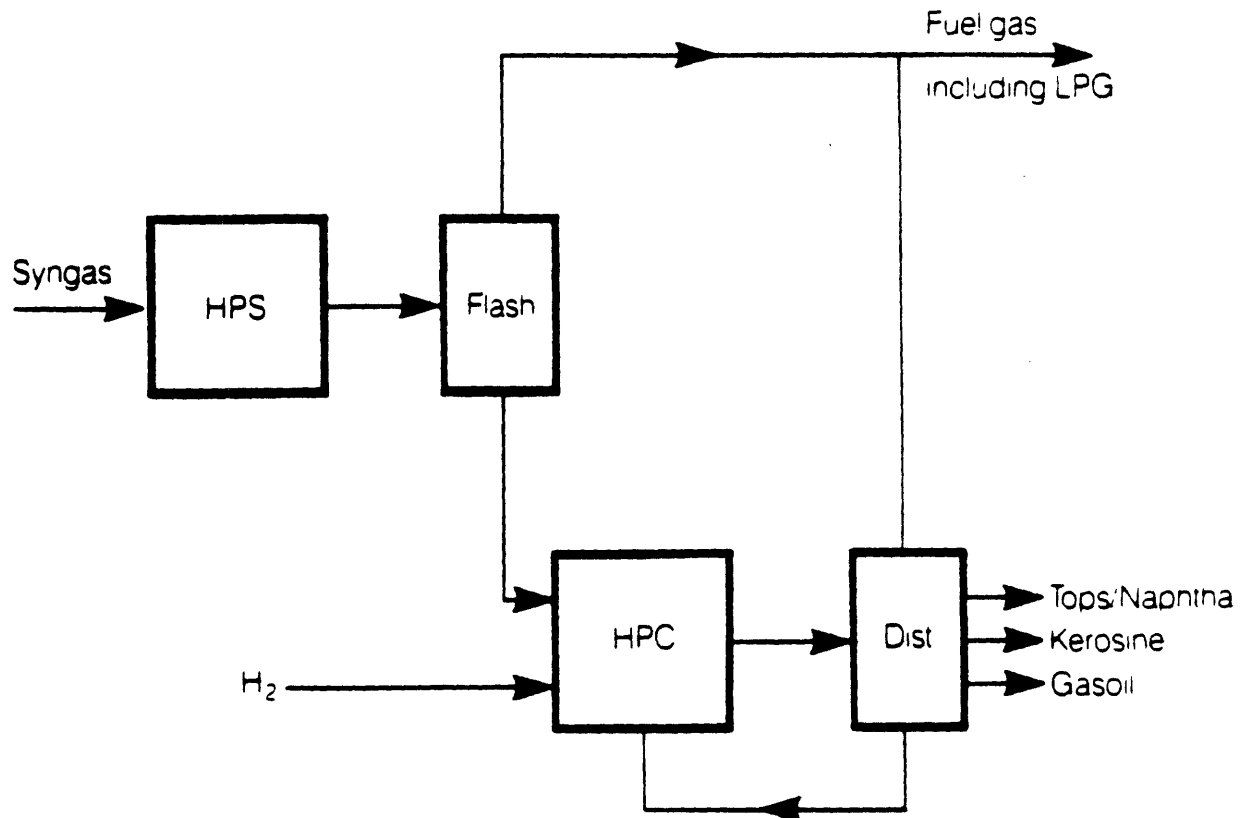 Fuel gas
including LPG
Syngas
HPS
Flash
HPC
Dist
Tops/Naphtha
Kerosine
Gasoil
H₂